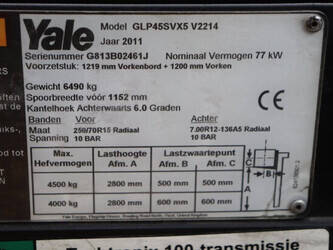 Yale
Model GLP45SVX5 V2214
Jaar 2011
Serienummer G813B02461J Nominaal Vermogen 77 kW
Voorzetstuk: 1219 mm Vorkenbord + 1200 mm Vorken
Gewicht 6490 kg
Spoorbreedte vóór 1152 mm
Kantelhoek Achterwaarts 6.0 Graden
Banden Voor Achter
Maat 250/70R15 Radiaal 7.00R12-136A5 Radiaal
Spanning 10 BAR 10 BAR
Max. Lasthoogte Lastzwaartepunt
Hefvermogen Afm. A Afm. B Afm. C
4500 kg 2800 mm 500 mm 500 mm
4000 kg 2800 mm 600 mm 600 mm
A
B
C
100 transmissie